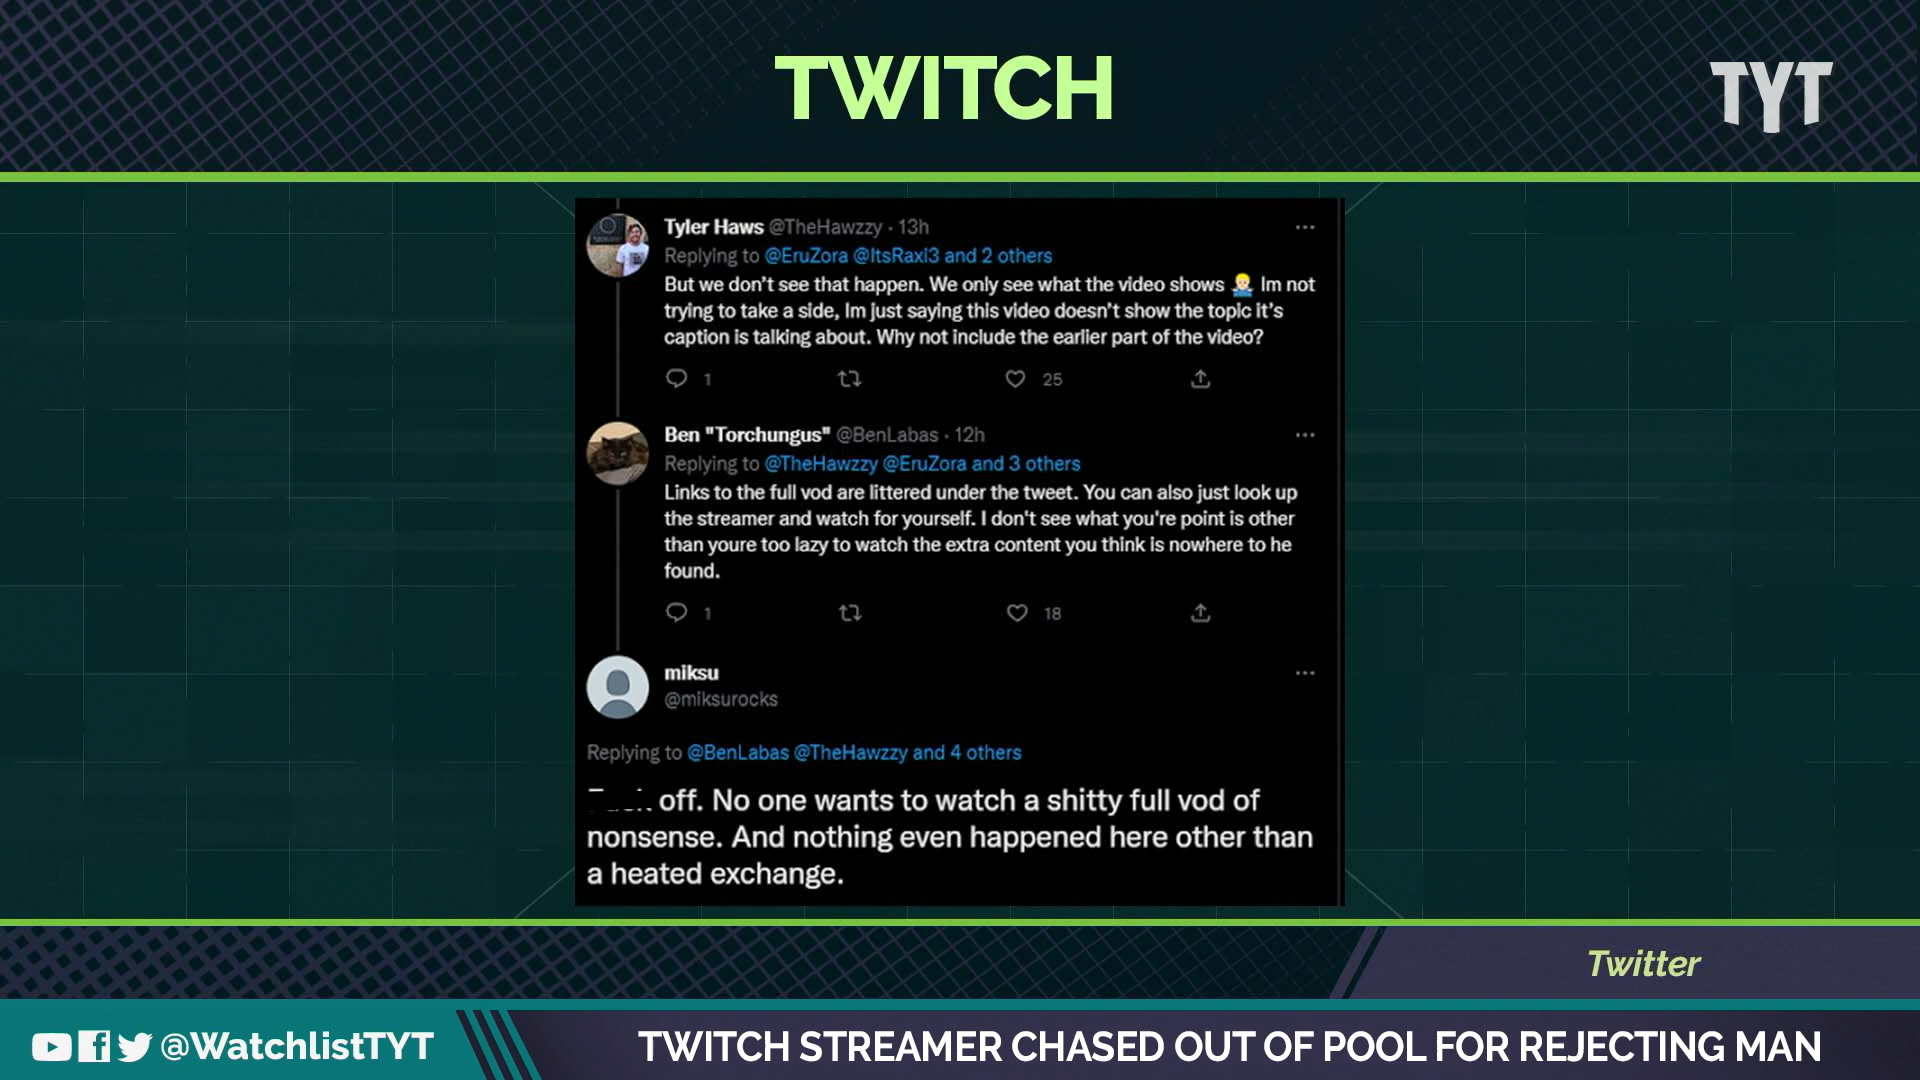 TWITCH
TYT
Tyler Haws @TheHawzzy · 13h
Replying to @EruZora @ItsRaxi3 and 2 others
But we don't see that happen. We only see what the video shows Im not
trying to take a side, Im just saying this video doesn't show the topic it's
caption is talking about. Why not include the earlier part of the video?
1 25
Ben "Torchungus" @BenLabas · 12h
Replying to @TheHawzzy @EruZora and 3 others
Links to the full vod are littered under the tweet. You can also just look up
the streamer and watch for yourself. I don't see what you're point is other
than youre too lazy to watch the extra content you think is nowhere to he
found.
1 18
miksu
@miksurocks
Replying to @BenLabas @TheHawzzy and 4 others
off. No one wants to watch a shitty full vod of
nonsense. And nothing even happened here other than
a heated exchange.
Twitter
@WatchlistTYT
TWITCH STREAMER CHASED OUT OF POOL FOR REJECTING MAN